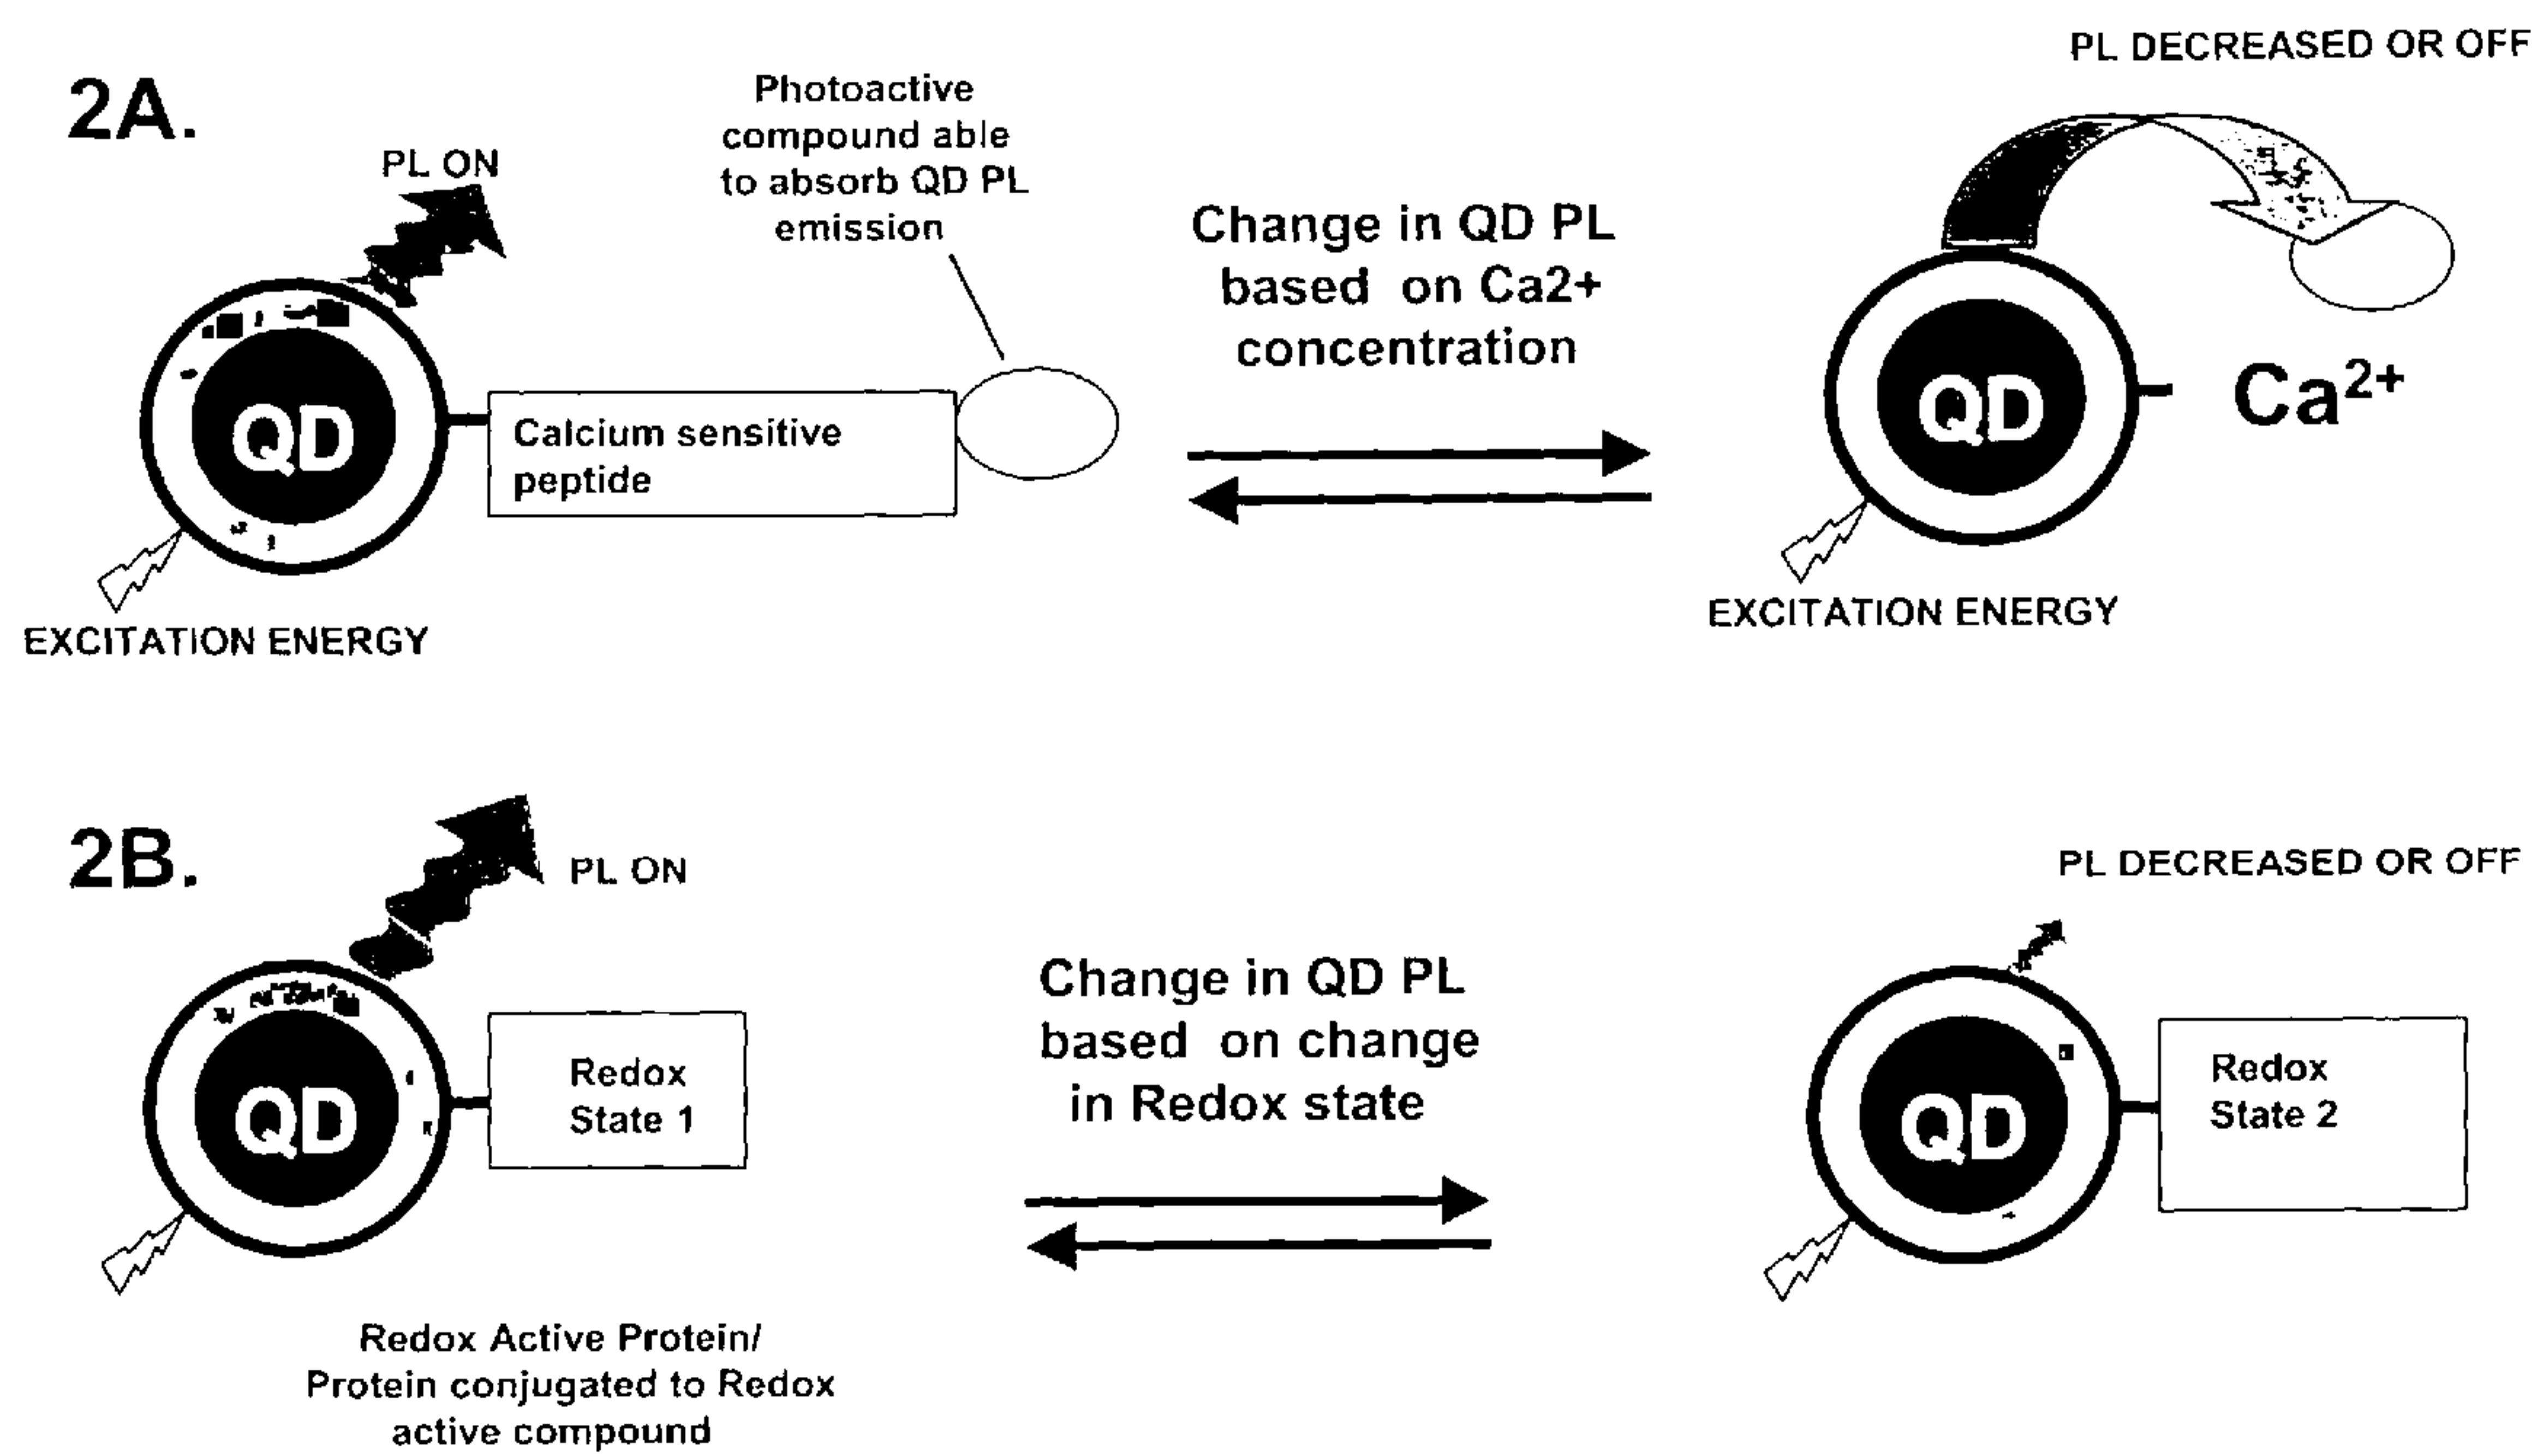 2A.
PL ON
Photoactive
compound able
to absorb QD PL
emission
PL DECREASED OR OFF
Change in QD PL
based on Ca2+
concentration
QD
Calcium sensitive
peptide
QD
Ca²⁺
EXCITATION ENERGY
EXCITATION ENERGY
2B.
PL ON
PL DECREASED OR OFF
Change in QD PL
based on change
in Redox state
QD
Redox
State 1
QD
Redox
State 2
Redox Active Protein/
Protein conjugated to Redox
active compound